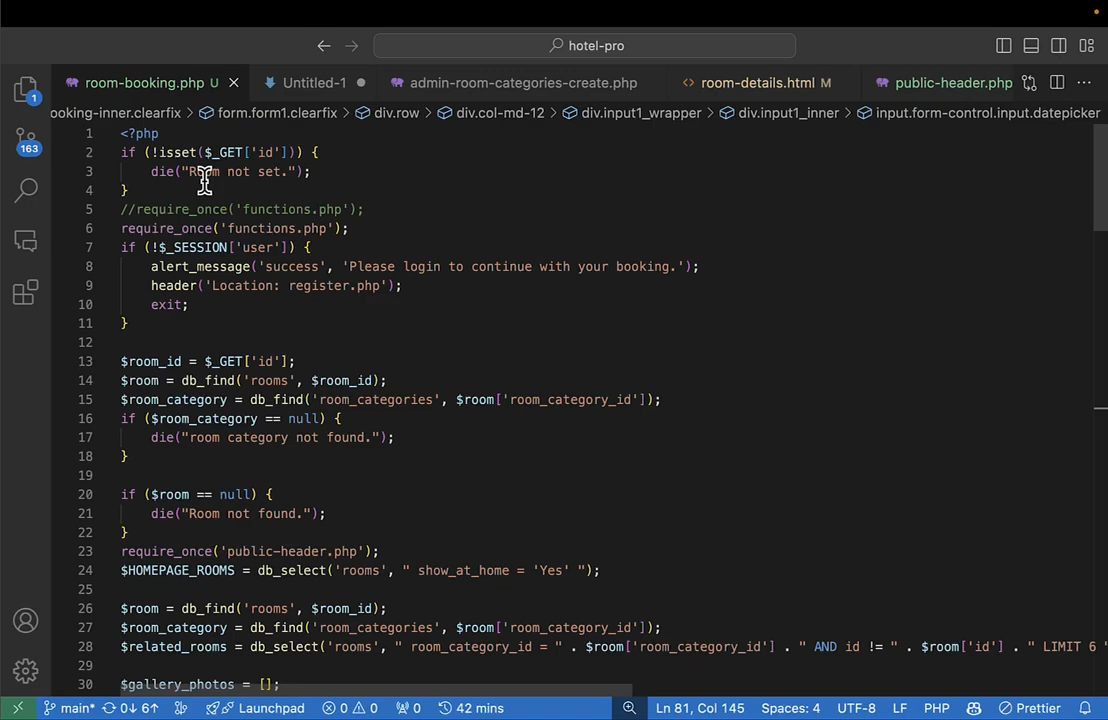 hotel-pro
room-booking.php U
Untitled-1
admin-room-categories-create.php
room-details.html M
public-header.php
ooking-inner.clearfix > form.form1.clearfix > div.row > div.col-md-12 > div.input1_wrapper > div.input1_inner > input.form-control.input.datepicker
1 <?php
2 if (!isset($_GET['id'])) {
3 die("Room not set.");
4 }
5 //require_once('functions.php');
6 require_once('functions.php');
7 if (!$_SESSION['user']) {
8 alert_message('success', 'Please login to continue with your booking.');
9 header('Location: register.php');
10 exit;
11 }
12
13 $room_id = $_GET['id'];
14 $room = db_find('rooms', $room_id);
15 $room_category = db_find('room_categories', $room['room_category_id']);
16 if ($room_category == null) {
17 die("room category not found.");
18 }
19
20 if ($room == null) {
21 die("Room not found.");
22 }
23 require_once('public-header.php');
24 $HOMEPAGE_ROOMS = db_select('rooms', " show_at_home = 'Yes' ");
25
26 $room = db_find('rooms', $room_id);
27 $room_category = db_find('room_categories', $room['room_category_id']);
28 $related_rooms = db_select('rooms', " room_category_id = " . $room['room_category_id'] . " AND id != " . $room['id'] . " LIMIT 6 "
29
30 $gallery_photos = [];
1
163
main* 0↓ 6↑ Launchpad 0 0 0 42 mins Ln 81, Col 145 Spaces: 4 UTF-8 LF PHP Prettier